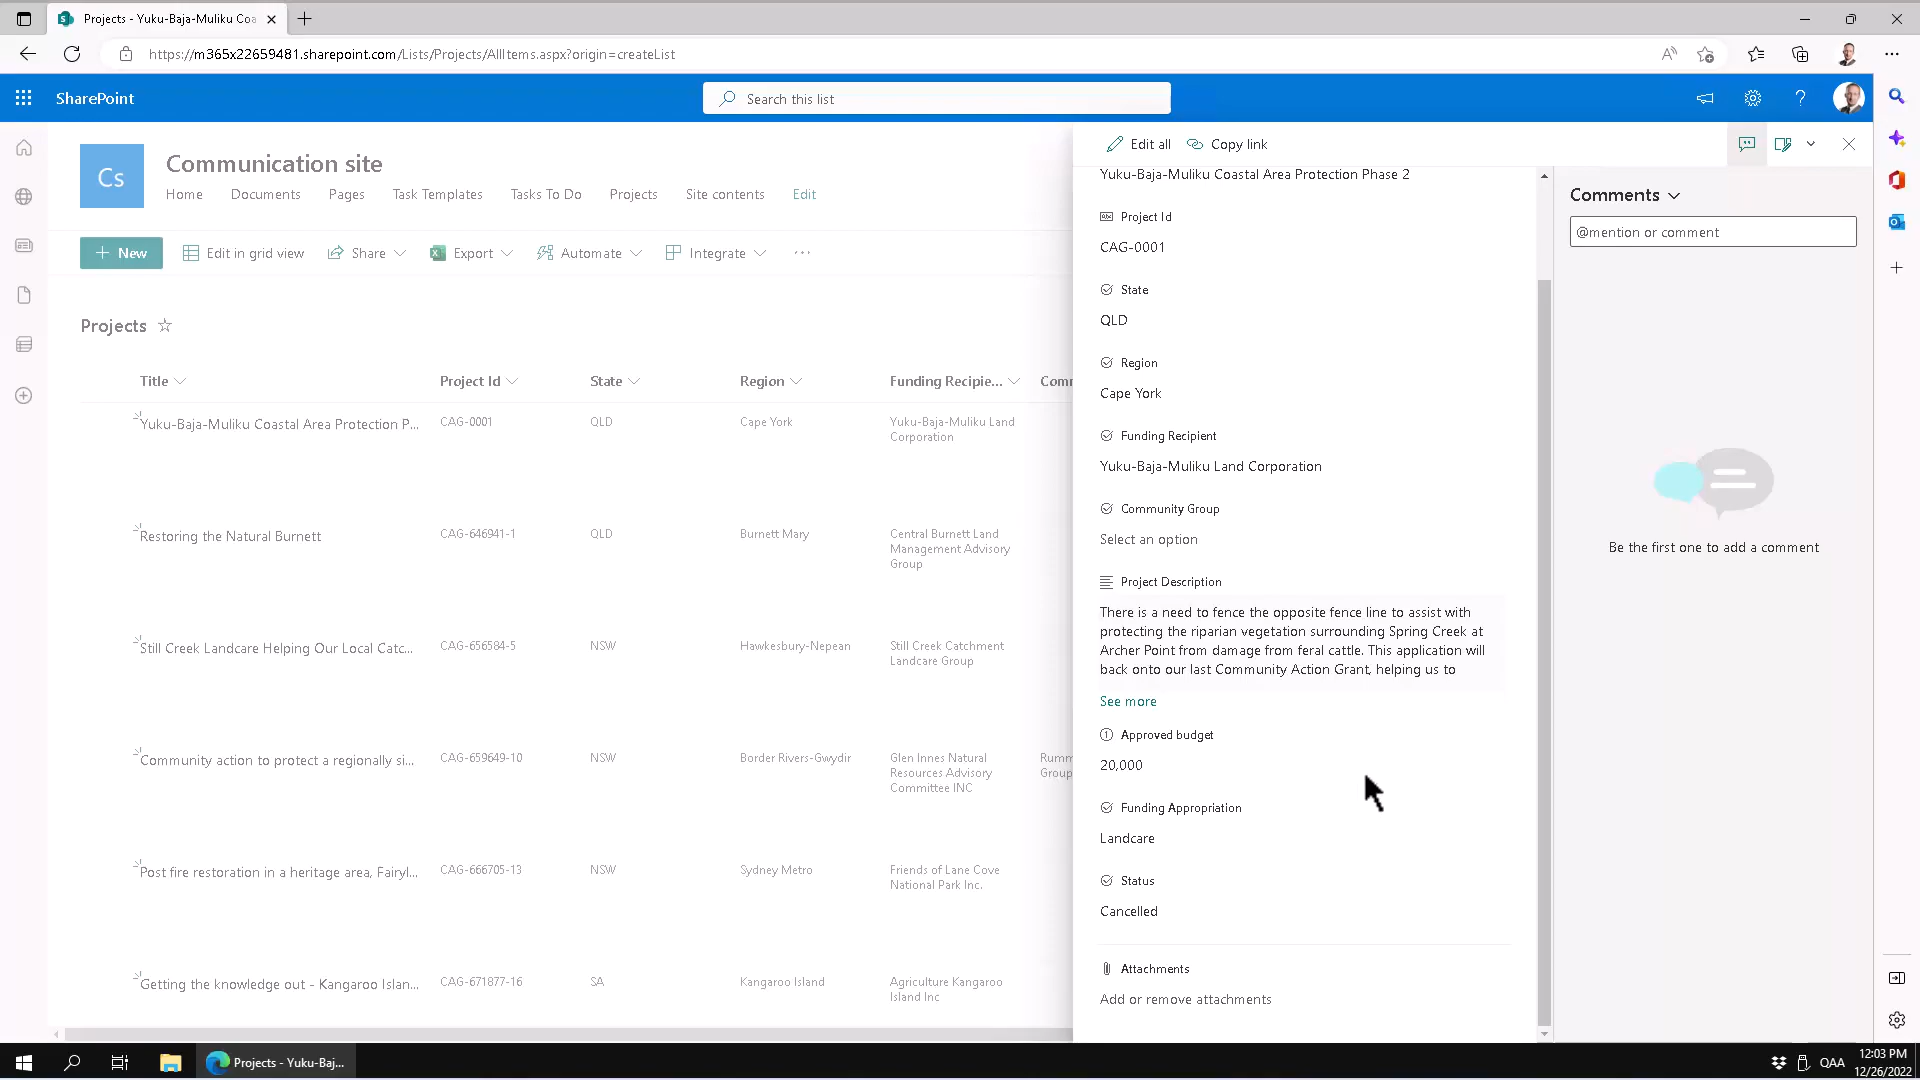 Projects - Yuku-Baja-Muliku Coa
https://m365x22659481.sharepoint.com/Lists/Projects/AllItems.aspx?origin=createList
SharePoint
Search this list
Cs
Communication site
Home
Documents
Pages
Task Templates
Tasks To Do
Projects
Site contents
Edit
New
Edit in grid view
Share
Export
Automate
Integrate
Projects
Title
Project Id
State
Region
Funding Recipie...
Comm
Yuku-Baja-Muliku Coastal Area Protection P...
CAG-0001
QLD
Cape York
Yuku-Baja-Muliku Land
Corporation
Restoring the Natural Burnett
CAG-646941-1
QLD
Burnett Mary
Central Burnett Land
Management Advisory
Group
Still Creek Landcare Helping Our Local Catc...
CAG-656584-5
NSW
Hawkesbury-Nepean
Still Creek Catchment
Landcare Group
Community action to protect a regionally si...
CAG-659649-10
NSW
Border Rivers-Gwydir
Glen Innes Natural
Resources Advisory
Committee INC
Rumm
Group
Post fire restoration in a heritage area, Fairyl...
CAG-666705-13
NSW
Sydney Metro
Friends of Lane Cove
National Park Inc.
Getting the knowledge out - Kangaroo Islan...
CAG-671877-16
SA
Kangaroo Island
Agriculture Kangaroo
Island Inc
Edit all
Copy link
Yuku-Baja-Muliku Coastal Area Protection Phase 2
Project Id
CAG-0001
State
QLD
Region
Cape York
Funding Recipient
Yuku-Baja-Muliku Land Corporation
Community Group
Select an option
Project Description
There is a need to fence the opposite fence line to assist with
protecting the riparian vegetation surrounding Spring Creek at
Archer Point from damage from feral cattle. This application will
back onto our last Community Action Grant, helping us to
See more
Approved budget
20,000
Funding Appropriation
Landcare
Status
Cancelled
Attachments
Add or remove attachments
Comments
@mention or comment
Be the first one to add a comment
Projects - Yuku-Baj...
QAA
12:03 PM
12/26/2022